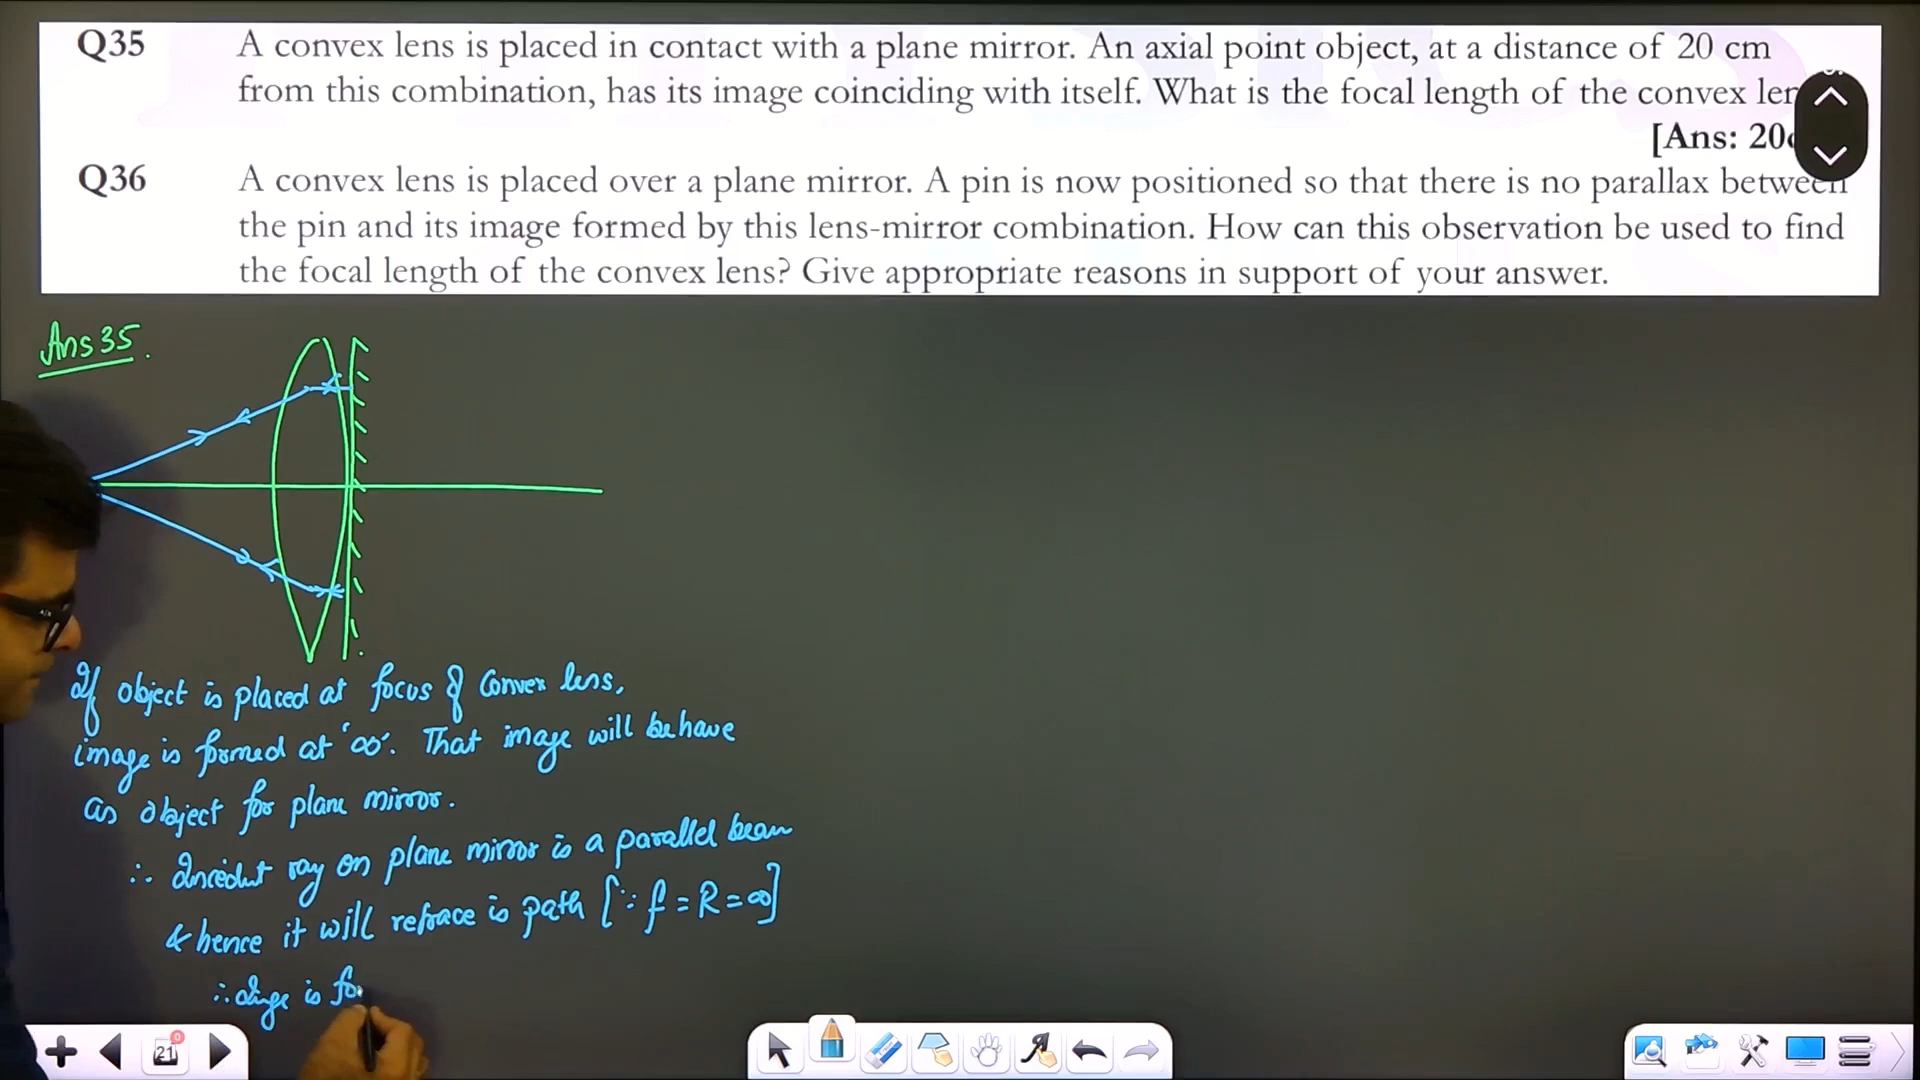 Q35 A convex lens is placed in contact with a plane mirror. An axial point object, at a distance of 20 cm
from this combination, has its image coinciding with itself. What is the focal length of the convex len
[Ans: 20c
Q36 A convex lens is placed over a plane mirror. A pin is now positioned so that there is no parallax between
the pin and its image formed by this lens-mirror combination. How can this observation be used to find
the focal length of the convex lens? Give appropriate reasons in support of your answer.
Ans 35.
If object is placed at focus of Convex lens,
image is formed at '∞'. That image will behave
as object for plane mirror.
∴ Incident ray on plane mirror is a parallel beam
& hence it will retrace is path [∵ f = R = ∞]
∴ is fo
21
0